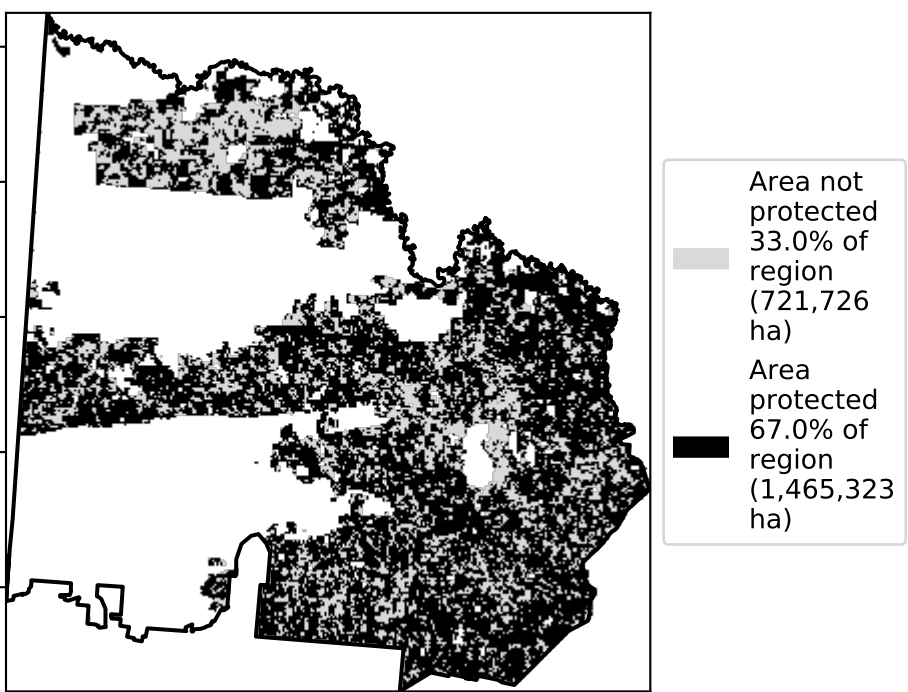 Area not
protected
33.0% of
region
(721,726
ha)
Area
protected
67.0% of
region
(1,465,323
ha)